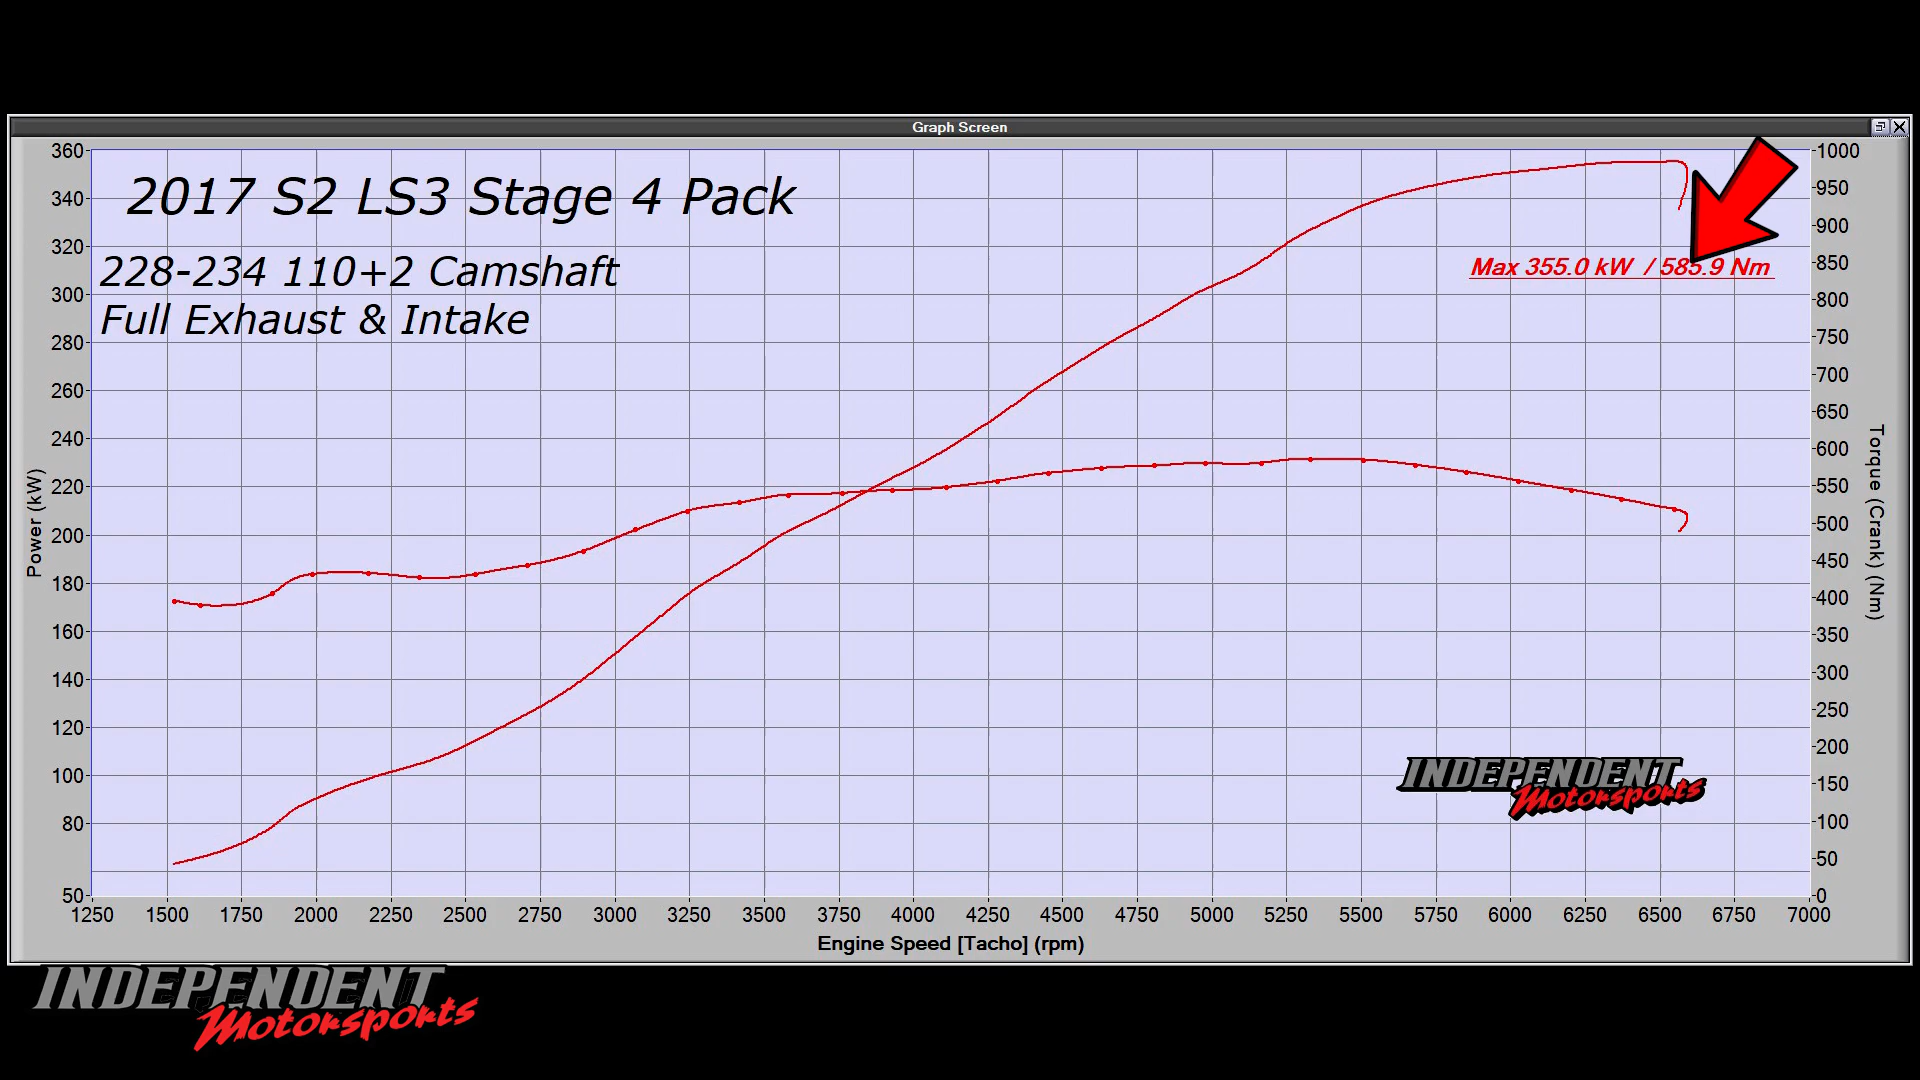 Graph Screen
2017 S2 LS3 Stage 4 Pack
228-234 110+2 Camshaft
Full Exhaust & Intake
Max 355.0 kW / 585.9 Nm
Power (kW)
360
340
320
300
280
260
240
220
200
180
160
140
120
100
80
50
1000
950
900
850
800
750
700
650
600
550
500
450
400
350
300
250
200
150
100
50
0
Torque (Crank) (Nm)
INDEPENDENT
Motorsports
1250 1500 1750 2000 2250 2500 2750 3000 3250 3500 3750 4000 4250 4500 4750 5000 5250 5500 5750 6000 6250 6500 6750 7000
Engine Speed [Tacho] (rpm)
INDEPENDENT
Motorsports